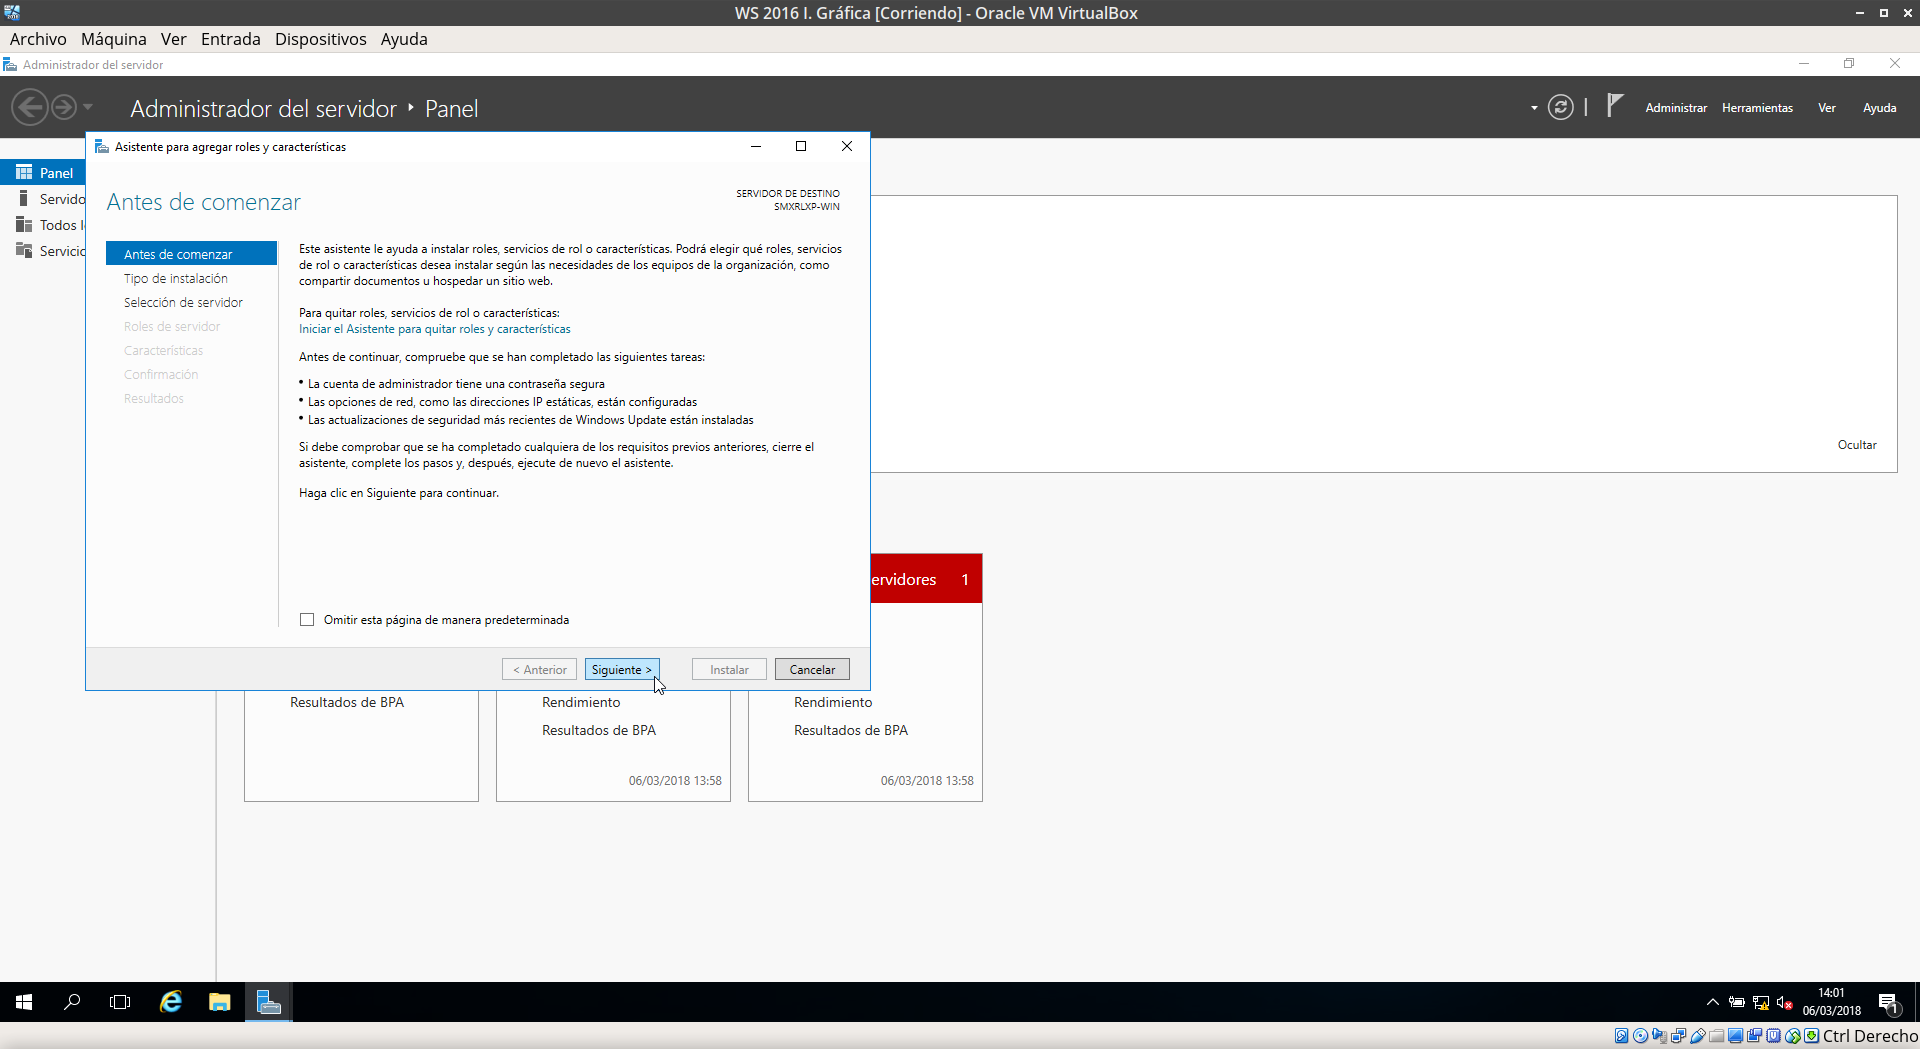 WS 2016 I. Gráfica [Corriendo] - Oracle VM VirtualBox
Archivo Máquina Ver Entrada Dispositivos Ayuda
Administrador del servidor
Administrador del servidor Panel
Administrar Herramientas Ver Ayuda
Asistente para agregar roles y características
Panel
Servido
Todos l
Servicio
Antes de comenzar
SERVIDOR DE DESTINO
SMXRLXP-WIN
Antes de comenzar
Tipo de instalación
Selección de servidor
Roles de servidor
Características
Confirmación
Resultados
Este asistente le ayuda a instalar roles, servicios de rol o características. Podrá elegir qué roles, servicios
de rol o características desea instalar según las necesidades de los equipos de la organización, como
compartir documentos u hospedar un sitio web.
Para quitar roles, servicios de rol o características:
Iniciar el Asistente para quitar roles y características
Antes de continuar, compruebe que se han completado las siguientes tareas:
• La cuenta de administrador tiene una contraseña segura
• Las opciones de red, como las direcciones IP estáticas, están configuradas
• Las actualizaciones de seguridad más recientes de Windows Update están instaladas
Si debe comprobar que se ha completado cualquiera de los requisitos previos anteriores, cierre el
asistente, complete los pasos y, después, ejecute de nuevo el asistente.
Haga clic en Siguiente para continuar.
Omitir esta página de manera predeterminada
< Anterior Siguiente > Instalar Cancelar
Ocultar
ervidores 1
Resultados de BPA
Rendimiento
Resultados de BPA
06/03/2018 13:58
Rendimiento
Resultados de BPA
06/03/2018 13:58
14:01
06/03/2018
1
Ctrl Derecho